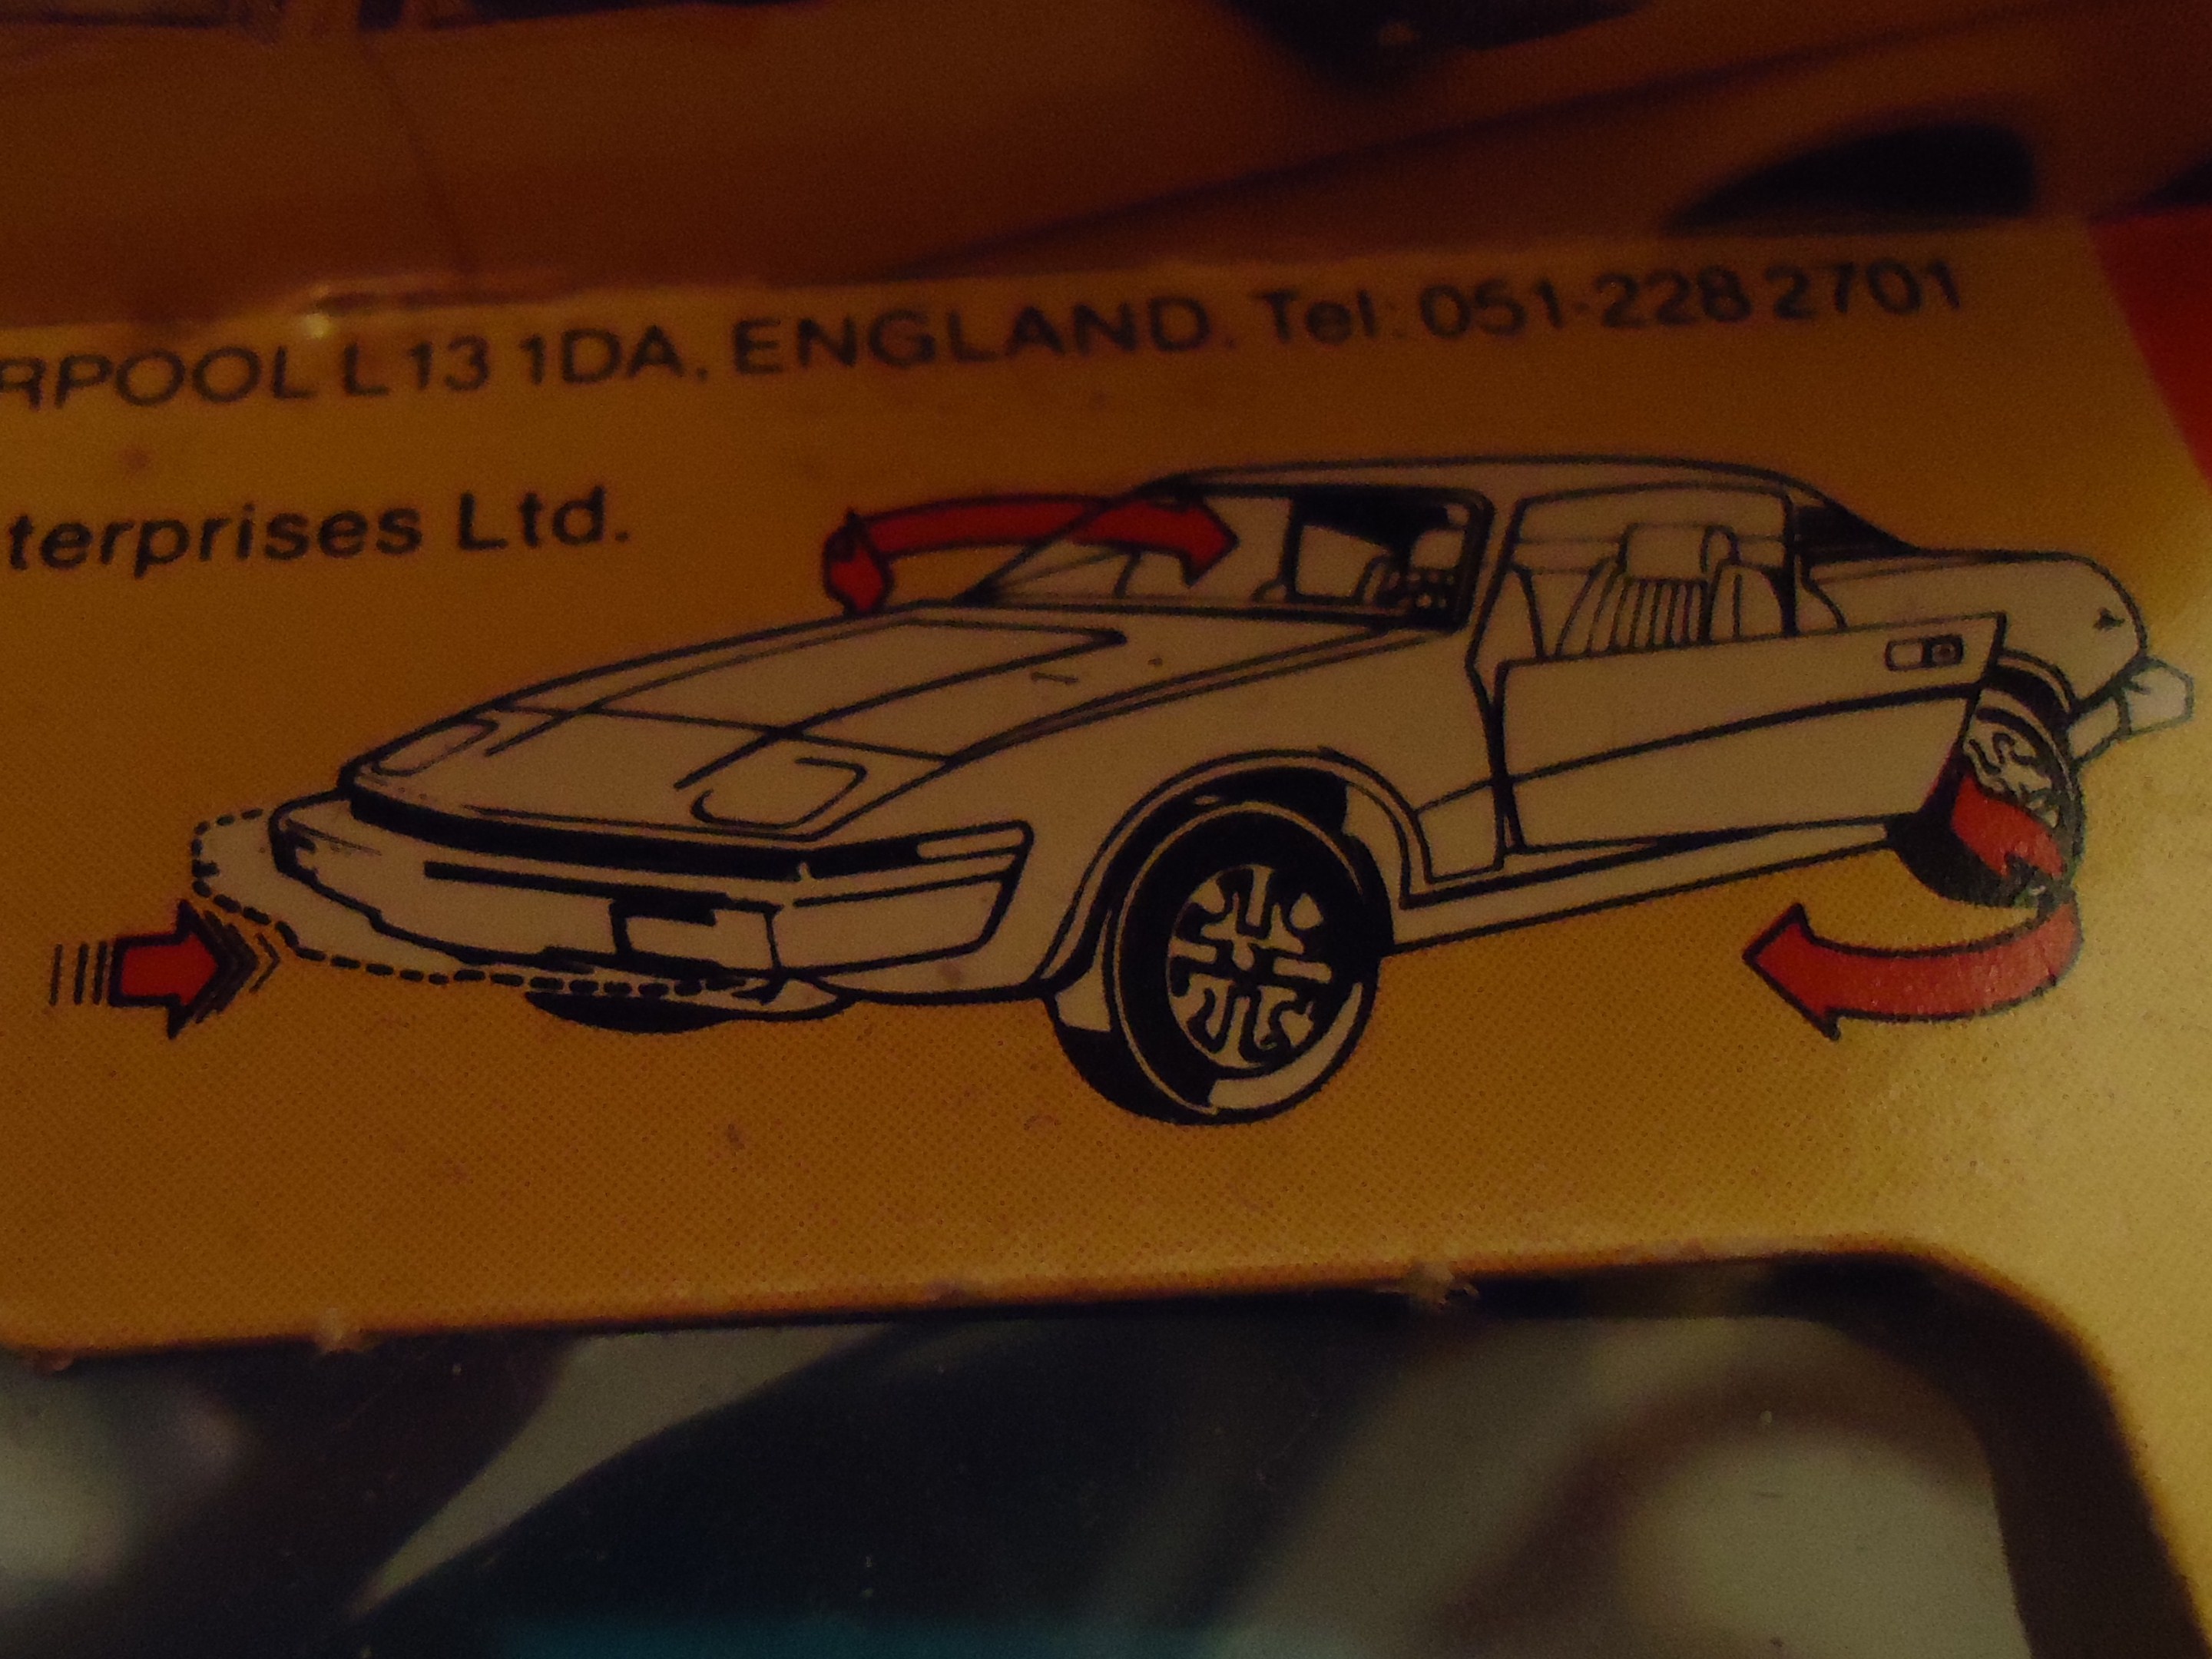 RPOOL L13 1DA, ENGLAND. Tel: 051-228 2701
terprises Ltd.